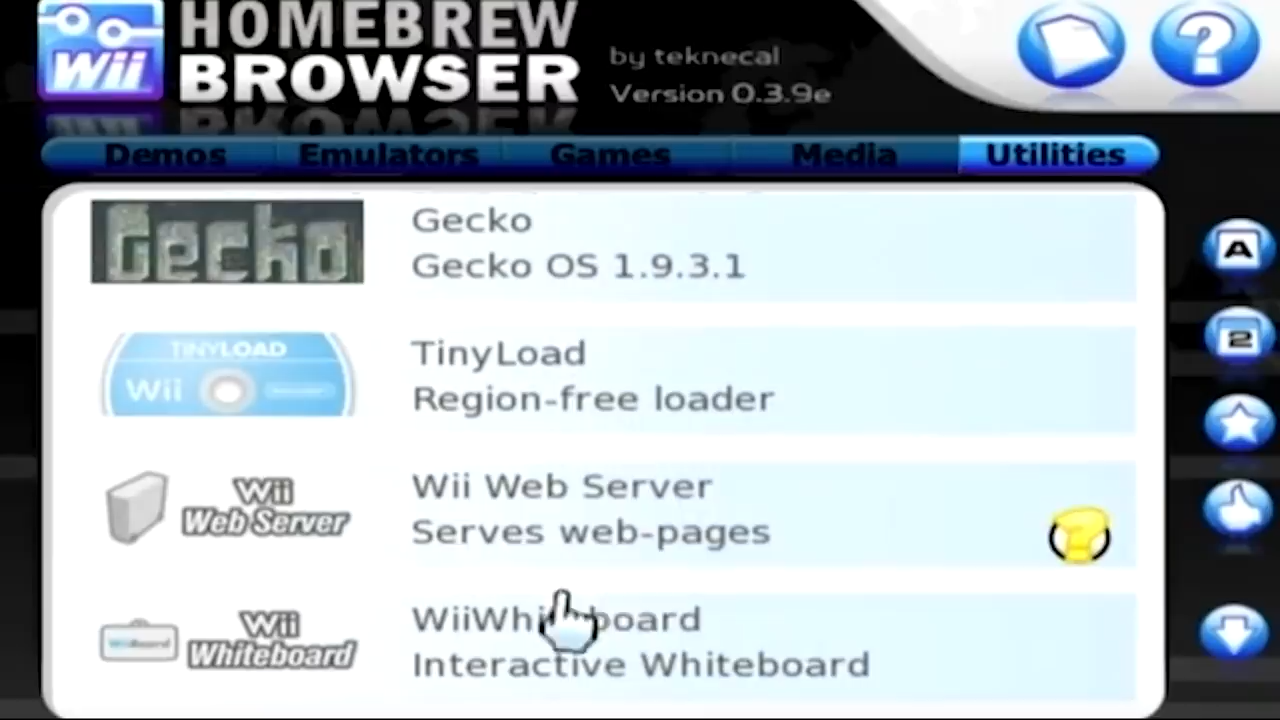 Wii
HOMEBREW
BROWSER
by teknecal
Version 0.3.9e
?
Demos Emulators Games Media Utilities
Gecko
Gecko
Gecko OS 1.9.3.1
TINYLOAD
Wii
TinyLoad
Region-free loader
Wii
Web Server
Wii Web Server
Serves web-pages
?
Wii
Whiteboard
WiiWhiteboard
Interactive Whiteboard
A
2